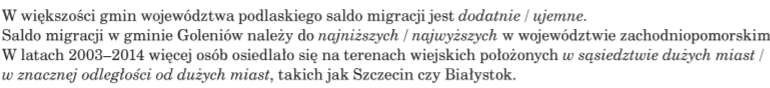 W większości gmin województwa podlaskiego saldo migracji jest dodatnie / ujemne.
Saldo migracji w gminie Goleniów należy do najniższych / najwyższych w województwie zachodniopomorskim
W latach 2003–2014 więcej osób osiedlało się na terenach wiejskich położonych w sąsiedztwie dużych miast /
w znacznej odległości od dużych miast, takich jak Szczecin czy Białystok.